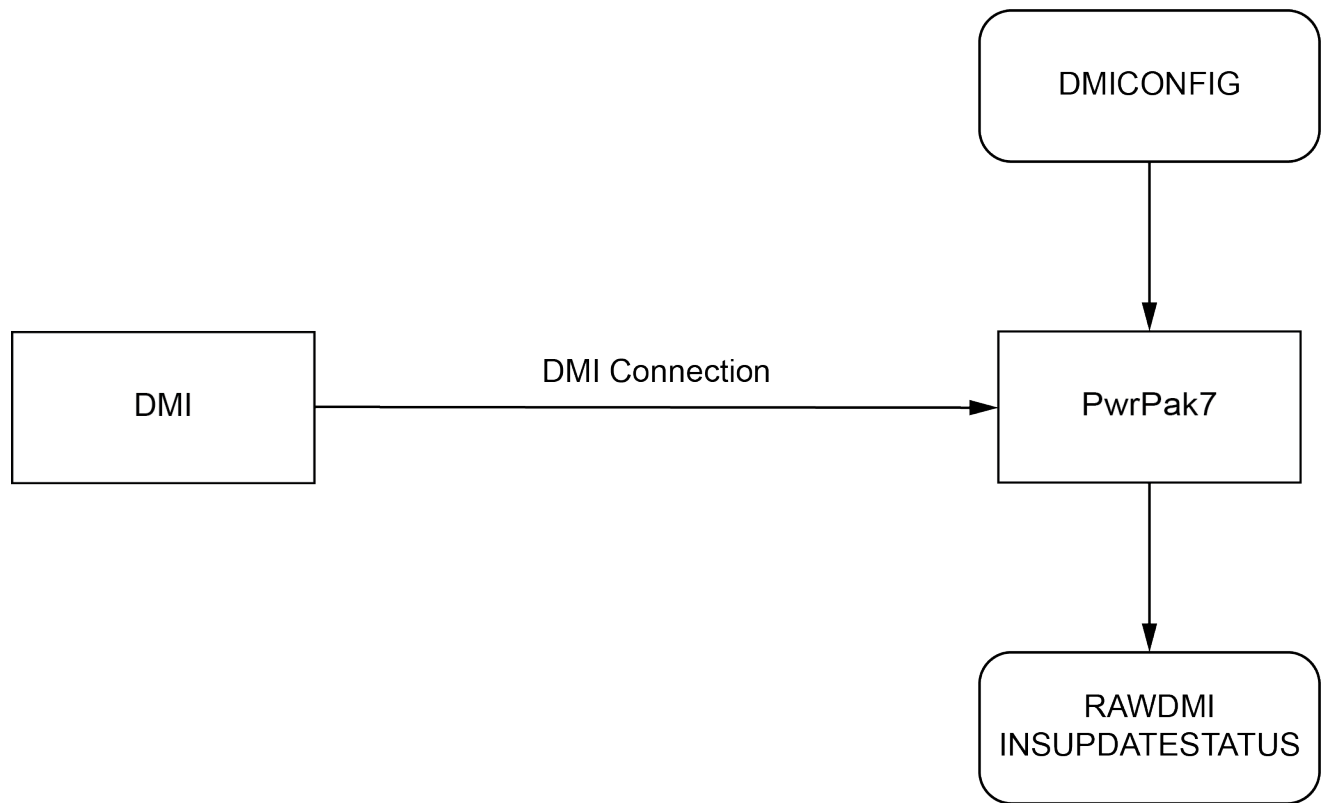 DMICONFIG
DMI Connection
DMI
PwrPak7
RAWDMI
INSUPDATESTATUS